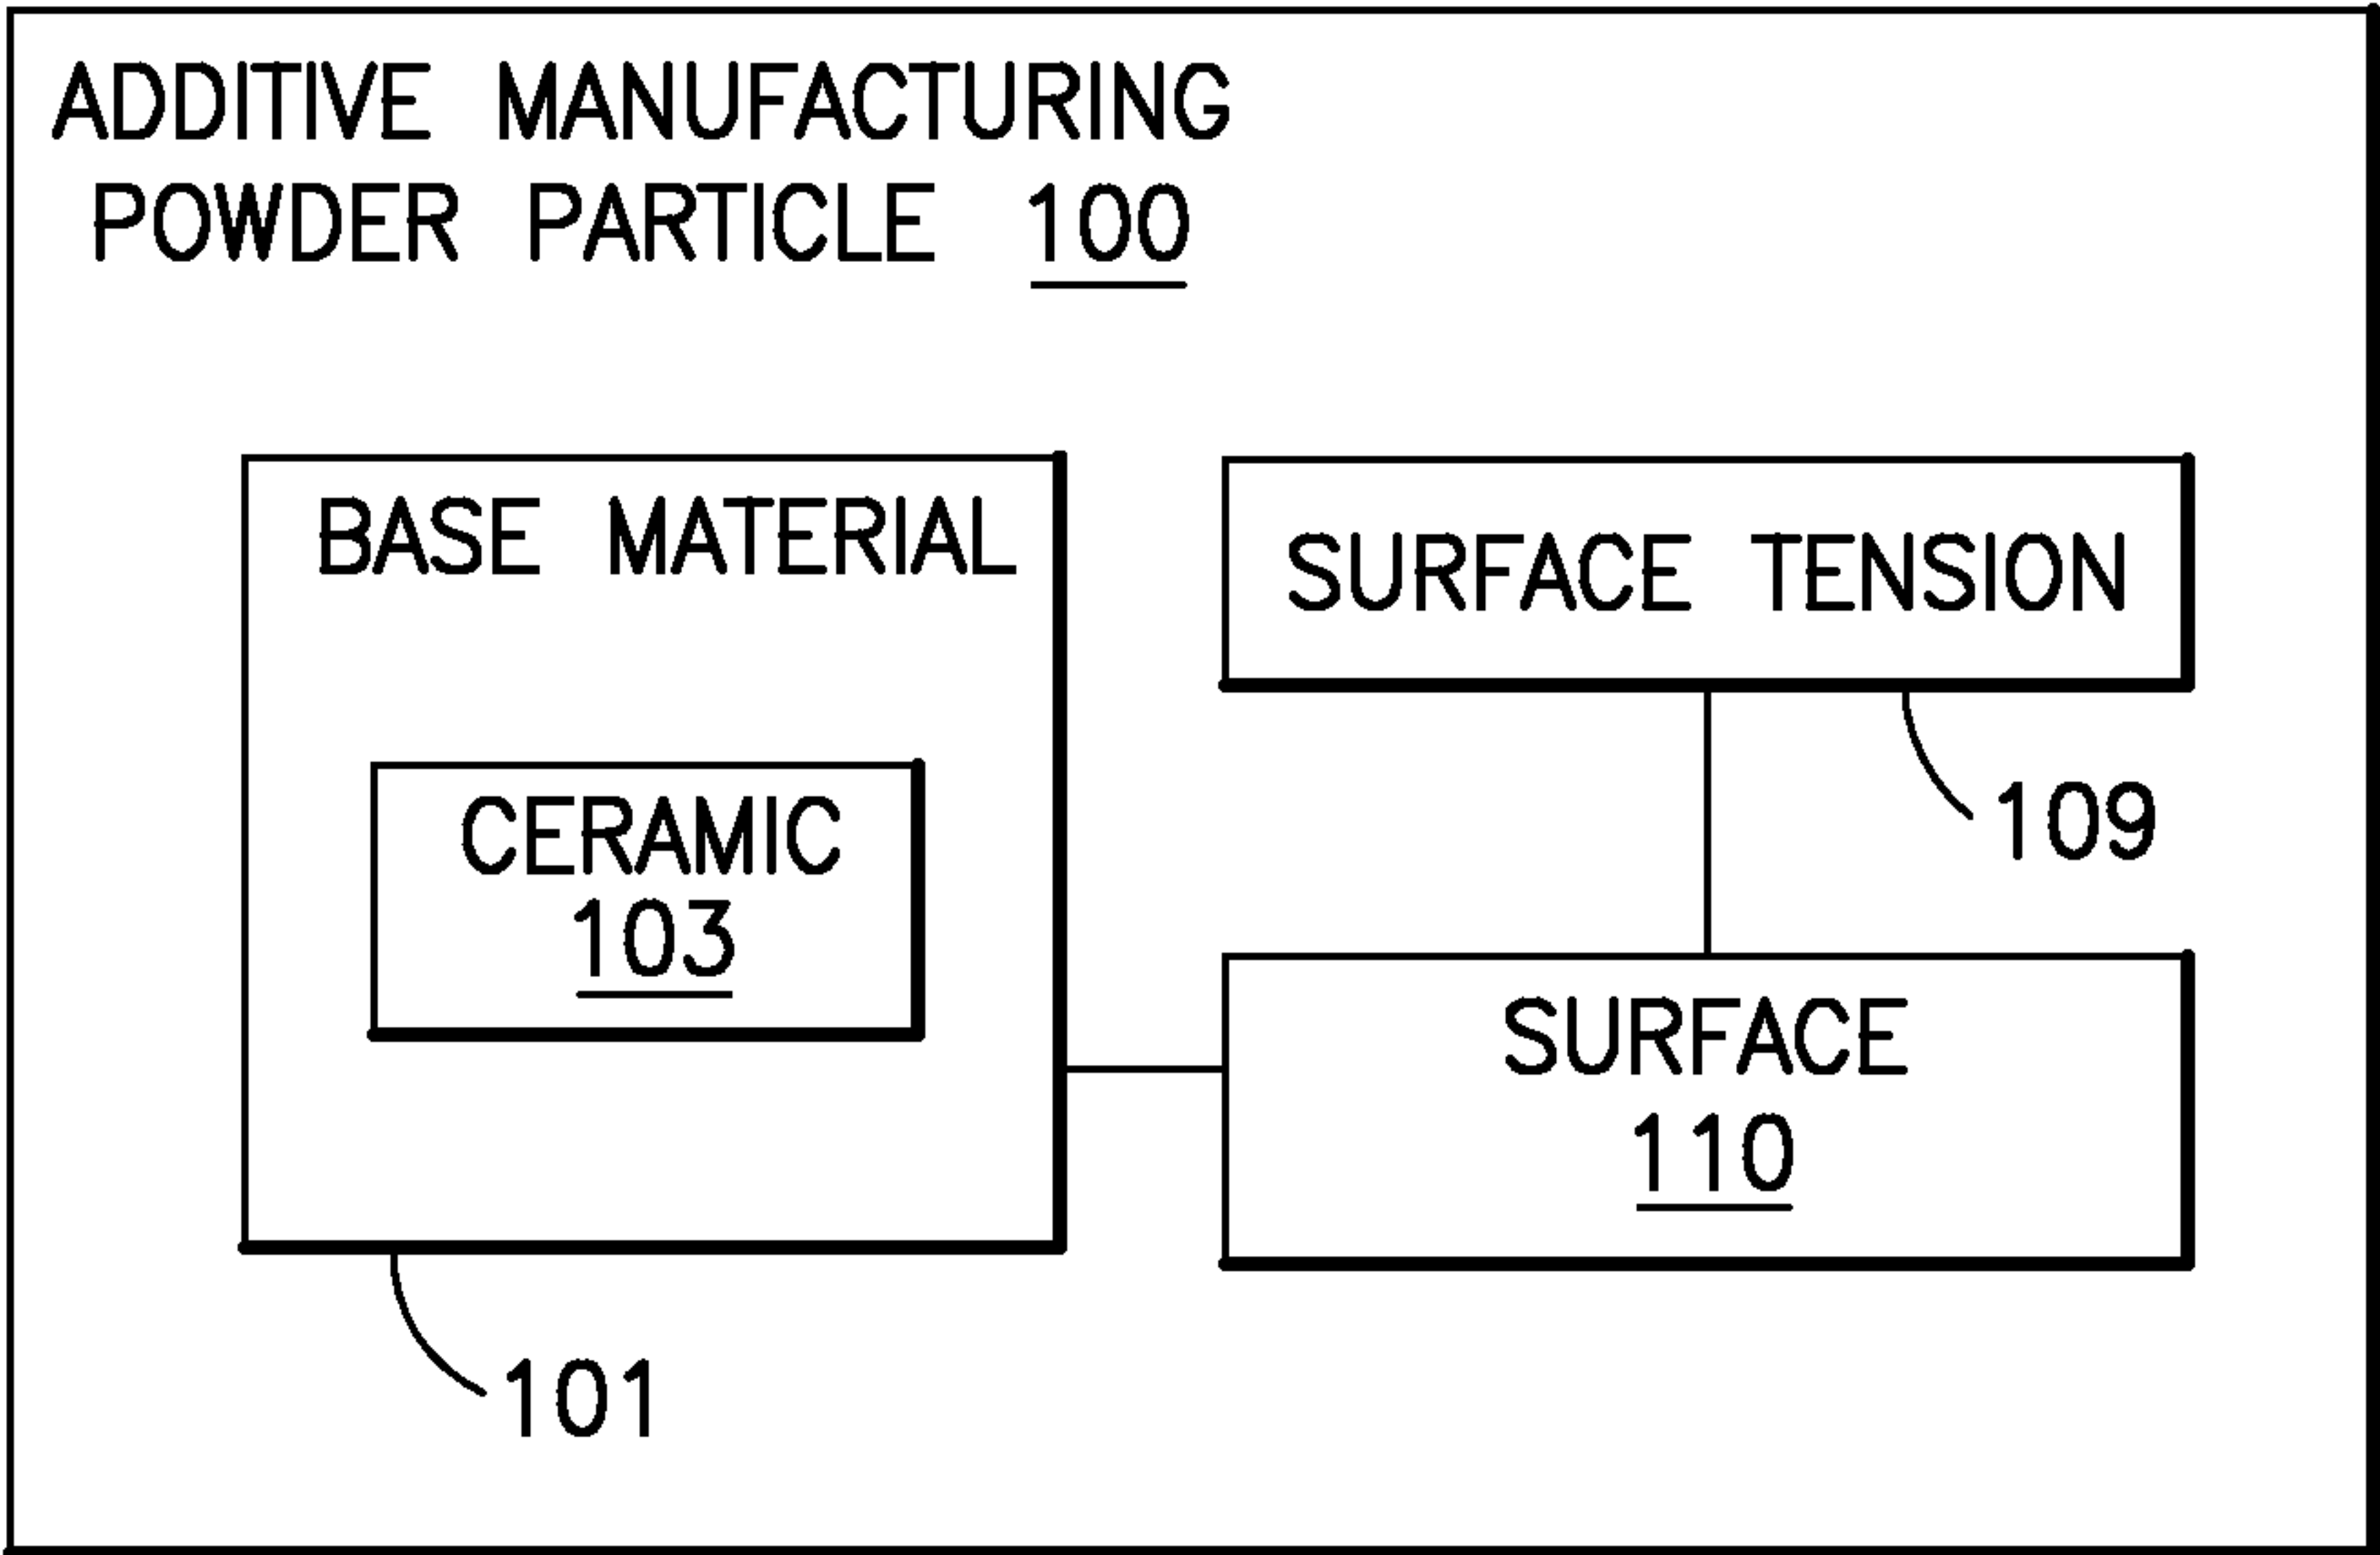 ADDITIVE MANUFACTURING
POWDER PARTICLE 100
BASE MATERIAL
CERAMIC
103
101
SURFACE TENSION
109
SURFACE
110